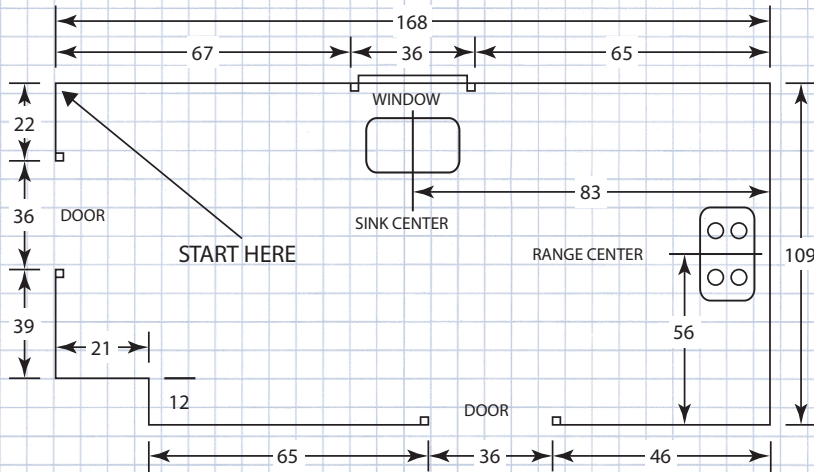 168
67
36
65
22
WINDOW
83
36
DOOR
SINK CENTER
START HERE
RANGE CENTER
109
39
56
21
12
DOOR
65
36
46